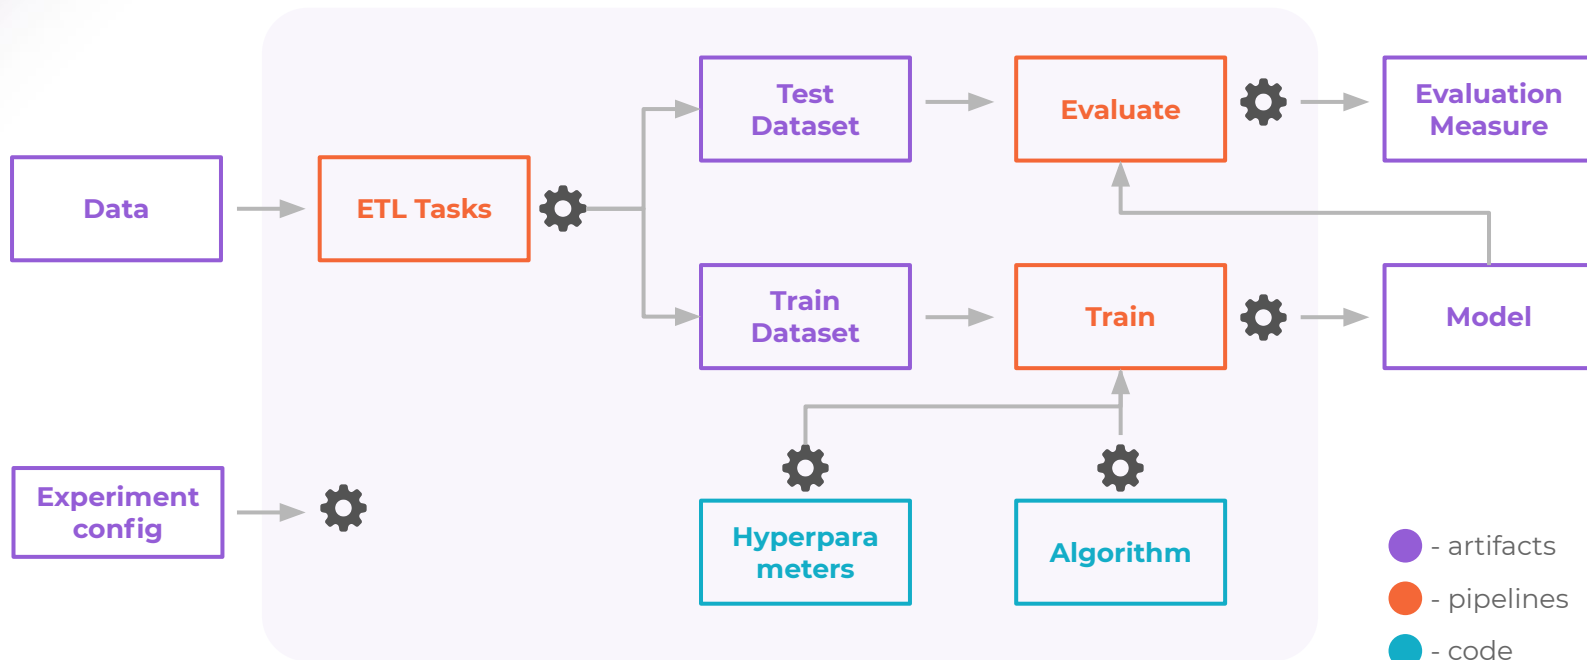 Test
Dataset
Evaluate
Evaluation
Measure
Data
ETL Tasks
Train
Dataset
Train
Model
Experiment
config
Hyperpara
meters
Algorithm
- artifacts
- pipelines
- code